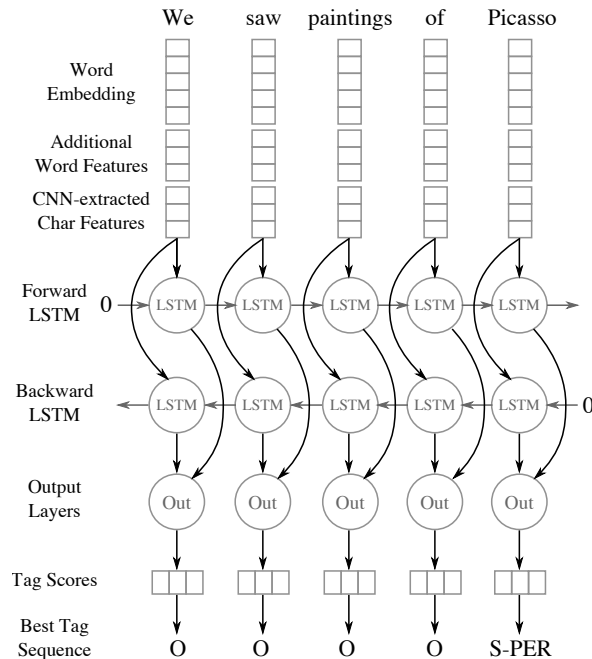 We saw paintings of Picasso
Word
Embedding
Additional
Word Features
CNN-extracted
Char Features
Forward
LSTM
0 LSTM LSTM LSTM LSTM LSTM
Backward
LSTM
LSTM LSTM LSTM LSTM LSTM 0
Output
Layers
Out Out Out Out Out
Tag Scores
Best Tag
Sequence
O O O O S-PER